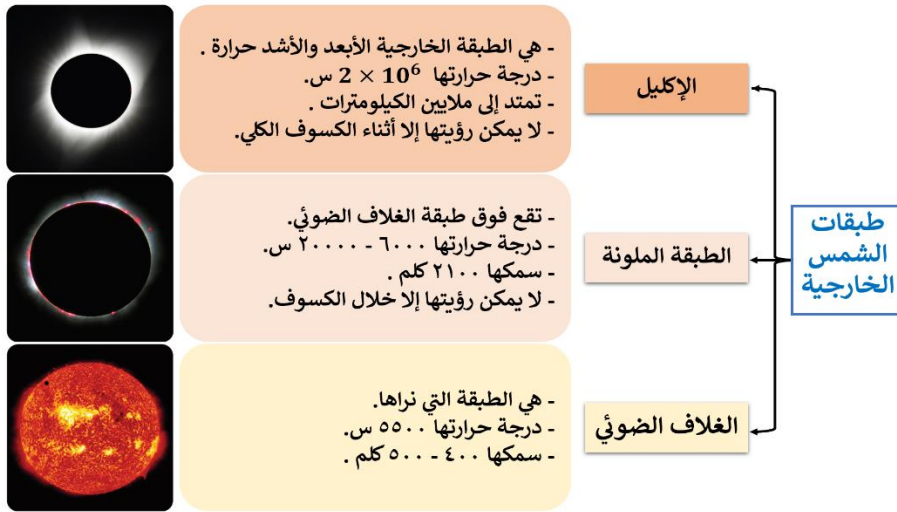 طبقات
الشمس
الخارجية
الإكليل
- هي الطبقة الخارجية الأبعد والأشد حرارة .
- درجة حرارتها 2 × 10⁶ س.
- تمتد إلى ملايين الكيلومترات .
- لا يمكن رؤيتها إلا أثناء الكسوف الكلي.
الطبقة الملونة
- تقع فوق طبقة الغلاف الضوئي.
- درجة حرارتها ٦٠٠٠ - ٢٠٠٠٠ س.
- سمكها ٢١٠٠ كلم .
- لا يمكن رؤيتها إلا خلال الكسوف.
الغلاف الضوئي
- هي الطبقة التي نراها.
- درجة حرارتها ٥٥٠٠ س.
- سمكها ٤٠٠ - ٥٠٠ كلم .